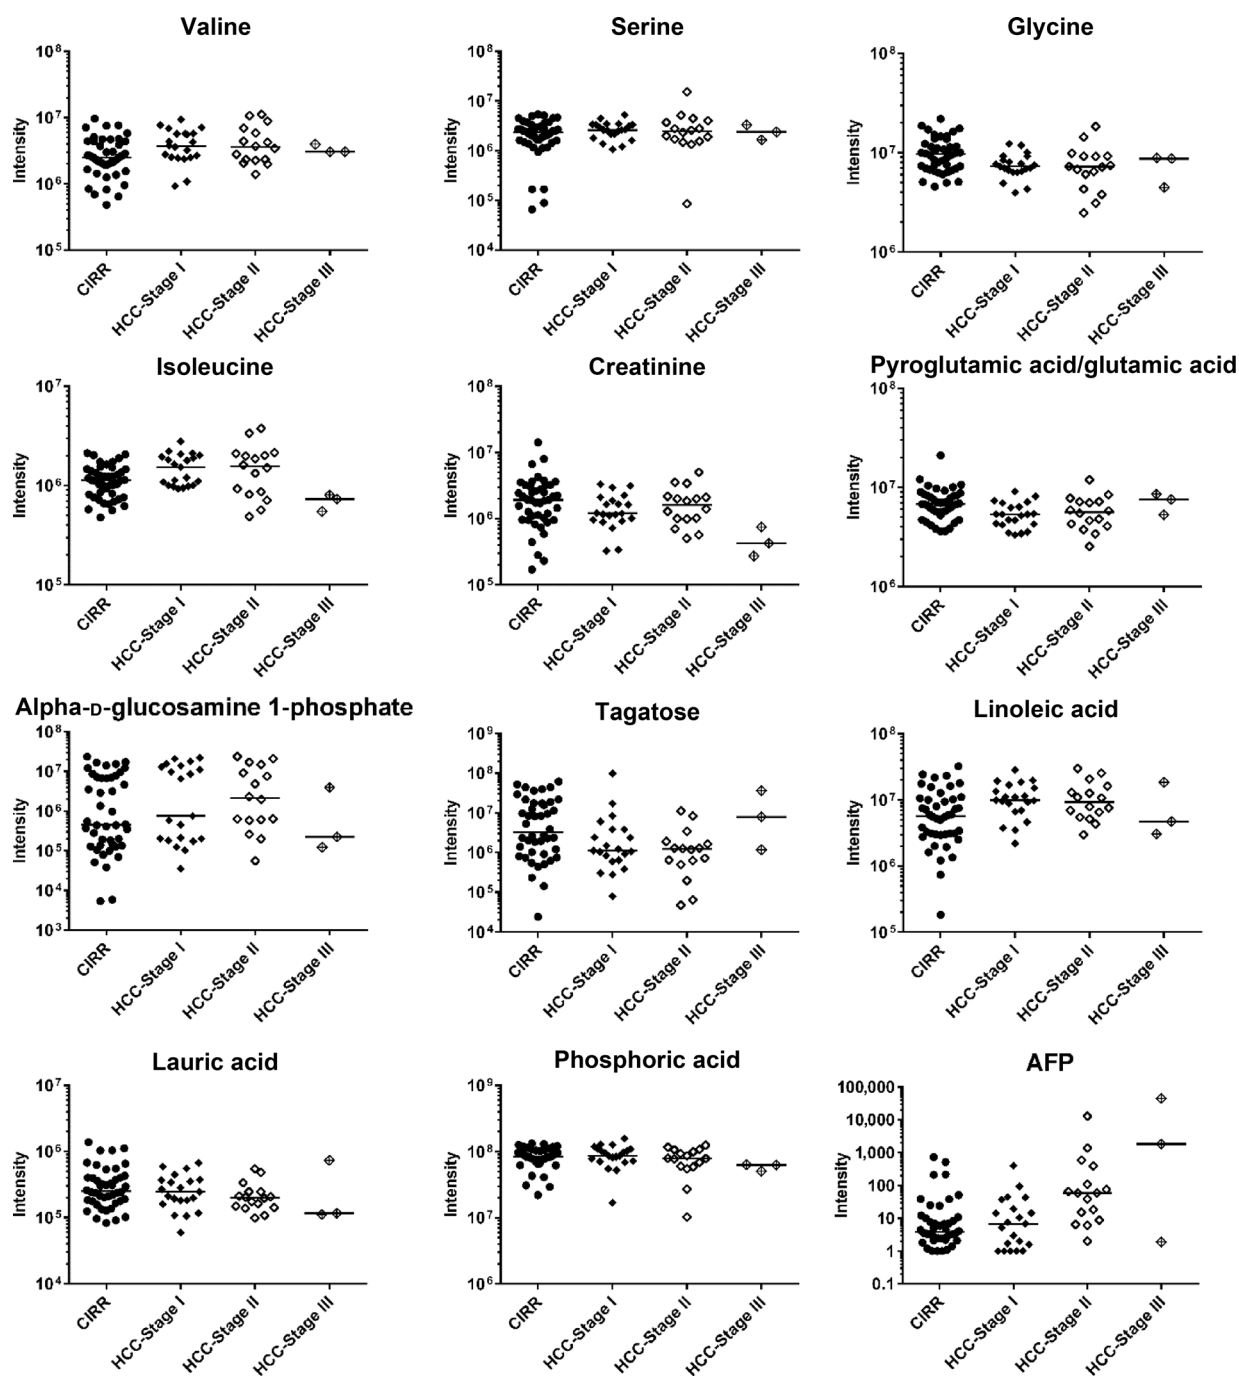 Valine
Intensity
10⁸
10⁷
10⁶
10⁵
CIRR
HCC-Stage I
HCC-Stage II
HCC-Stage III
Serine
Intensity
10⁸
10⁷
10⁶
10⁵
10⁴
CIRR
HCC-Stage I
HCC-Stage II
HCC-Stage III
Glycine
Intensity
10⁸
10⁷
10⁶
CIRR
HCC-Stage I
HCC-Stage II
HCC-Stage III
Isoleucine
Intensity
10⁷
10⁶
10⁵
CIRR
HCC-Stage I
HCC-Stage II
HCC-Stage III
Creatinine
Intensity
10⁸
10⁷
10⁶
10⁵
CIRR
HCC-Stage I
HCC-Stage II
HCC-Stage III
Pyroglutamic acid/glutamic acid
Intensity
10⁸
10⁷
10⁶
CIRR
HCC-Stage I
HCC-Stage II
HCC-Stage III
Alpha-D-glucosamine 1-phosphate
Intensity
10⁸
10⁷
10⁶
10⁵
10⁴
10³
CIRR
HCC-Stage I
HCC-Stage II
HCC-Stage III
Tagatose
Intensity
10⁹
10⁸
10⁷
10⁶
10⁵
10⁴
CIRR
HCC-Stage I
HCC-Stage II
HCC-Stage III
Linoleic acid
Intensity
10⁸
10⁷
10⁶
10⁵
CIRR
HCC-Stage I
HCC-Stage II
HCC-Stage III
Lauric acid
Intensity
10⁷
10⁶
10⁵
10⁴
CIRR
HCC-Stage I
HCC-Stage II
HCC-Stage III
Phosphoric acid
Intensity
10⁹
10⁸
10⁷
10⁶
CIRR
HCC-Stage I
HCC-Stage II
HCC-Stage III
AFP
Intensity
100,000
10,000
1,000
100
10
1
0.1
CIRR
HCC-Stage I
HCC-Stage II
HCC-Stage III